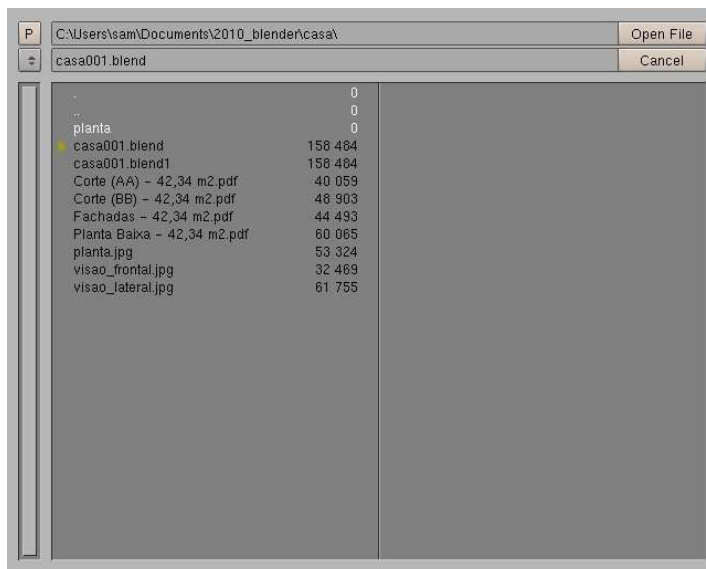 P C:\Users\sam\Documents\2010_blender\casa\ Open File
casa001.blend Cancel
. 0
.. 0
planta 0
casa001.blend 158 484
casa001.blend1 158 484
Corte (AA) – 42,34 m2.pdf 40 059
Corte (BB) – 42,34 m2.pdf 48 903
Fachadas – 42,34 m2.pdf 44 493
Planta Baixa – 42,34 m2.pdf 60 065
planta.jpg 53 324
visao_frontal.jpg 32 469
visao_lateral.jpg 61 755